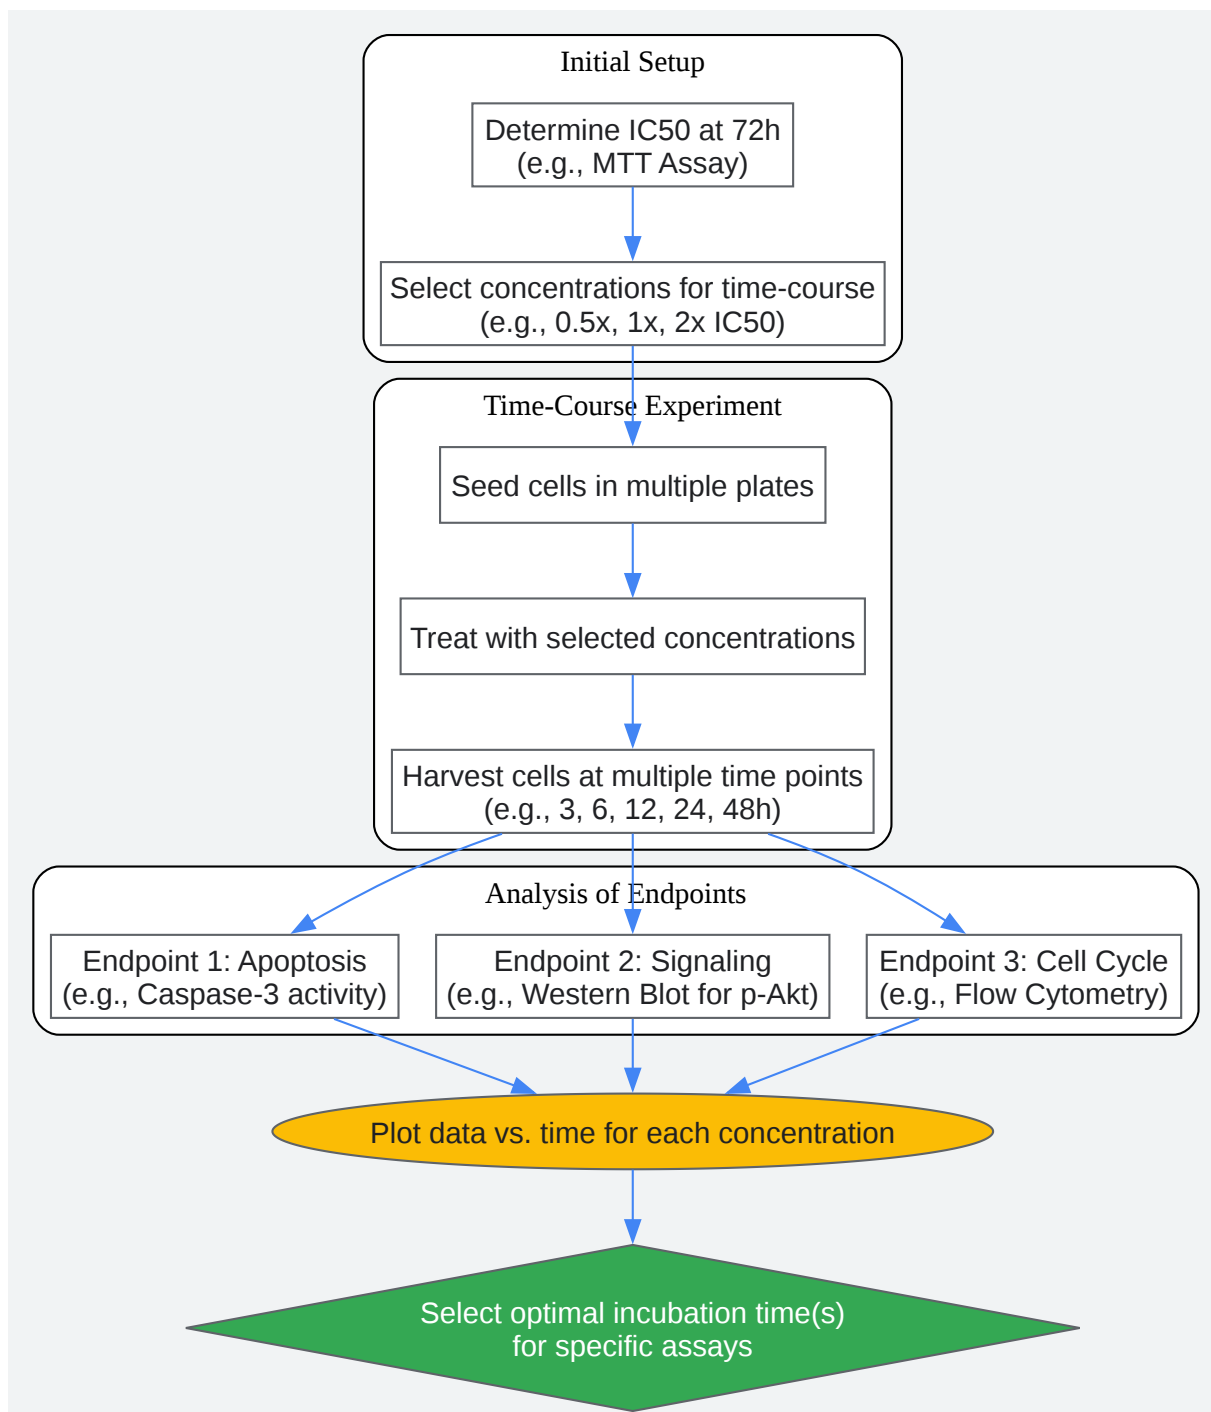 Initial Setup
Determine IC50 at 72h
(e.g., MTT Assay)
Select concentrations for time-course
(e.g., 0.5x, 1x, 2x IC50)
Time-Course Experiment
Seed cells in multiple plates
Treat with selected concentrations
Harvest cells at multiple time points
(e.g., 3, 6, 12, 24, 48h)
Analysis of Endpoints
Endpoint 1: Apoptosis
(e.g., Caspase-3 activity)
Endpoint 2: Signaling
(e.g., Western Blot for p-Akt)
Endpoint 3: Cell Cycle
(e.g., Flow Cytometry)
Plot data vs. time for each concentration
Select optimal incubation time(s)
for specific assays